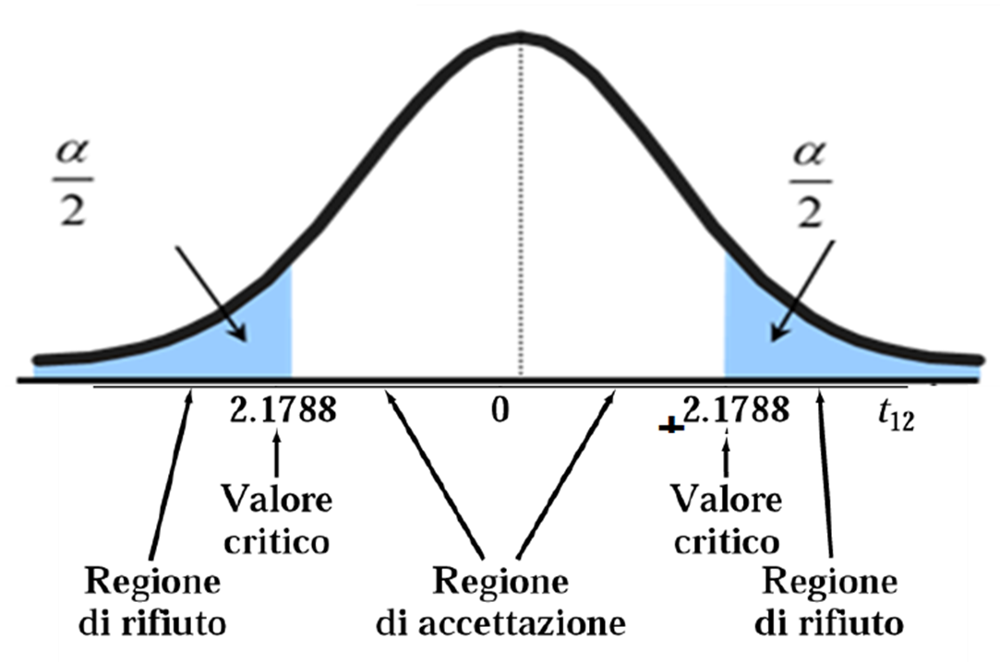 α
2
α
2
2.1788
0
+2.1788
t12
Valore
critico
Valore
critico
Regione
di rifiuto
Regione
di accettazione
Regione
di rifiuto